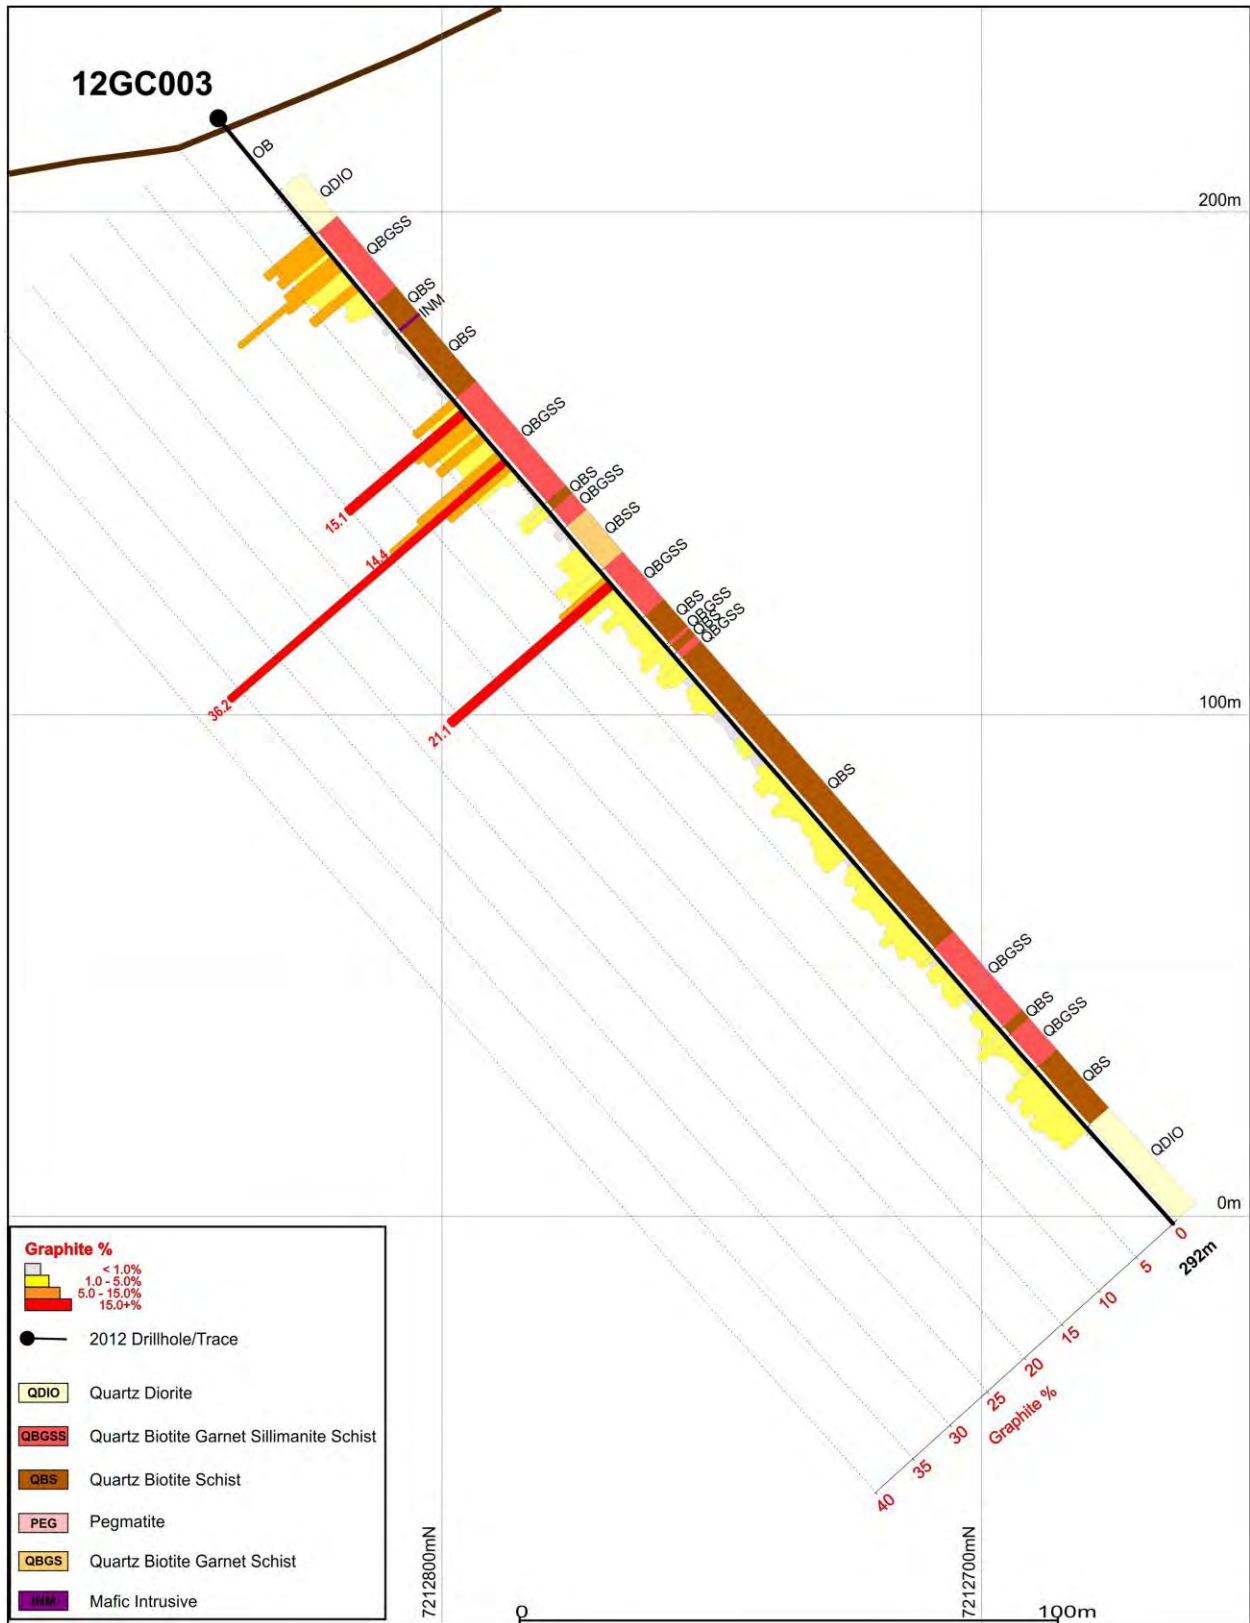 12GC003
OB
QDIO
200m
QBGSS
QBS
INM
QBS
QBGSS
15.1
14.4
QBS
QBGSS
QBSS
QBGSS
36.2
21.1
QBS
QBGSS
QBS
QBGSS
100m
QBS
QBGSS
QBS
QBGSS
QBS
QDIO
0m
0
292m
5
10
15
20
25
30
35
40
Graphite %
Graphite %
< 1.0%
1.0 - 5.0%
5.0 - 15.0%
15.0+%
2012 Drillhole/Trace
QDIO Quartz Diorite
QBGSS Quartz Biotite Garnet Sillimanite Schist
QBS Quartz Biotite Schist
PEG Pegmatite
QBGS Quartz Biotite Garnet Schist
INM Mafic Intrusive
7212800mN
7212700mN
0 100m